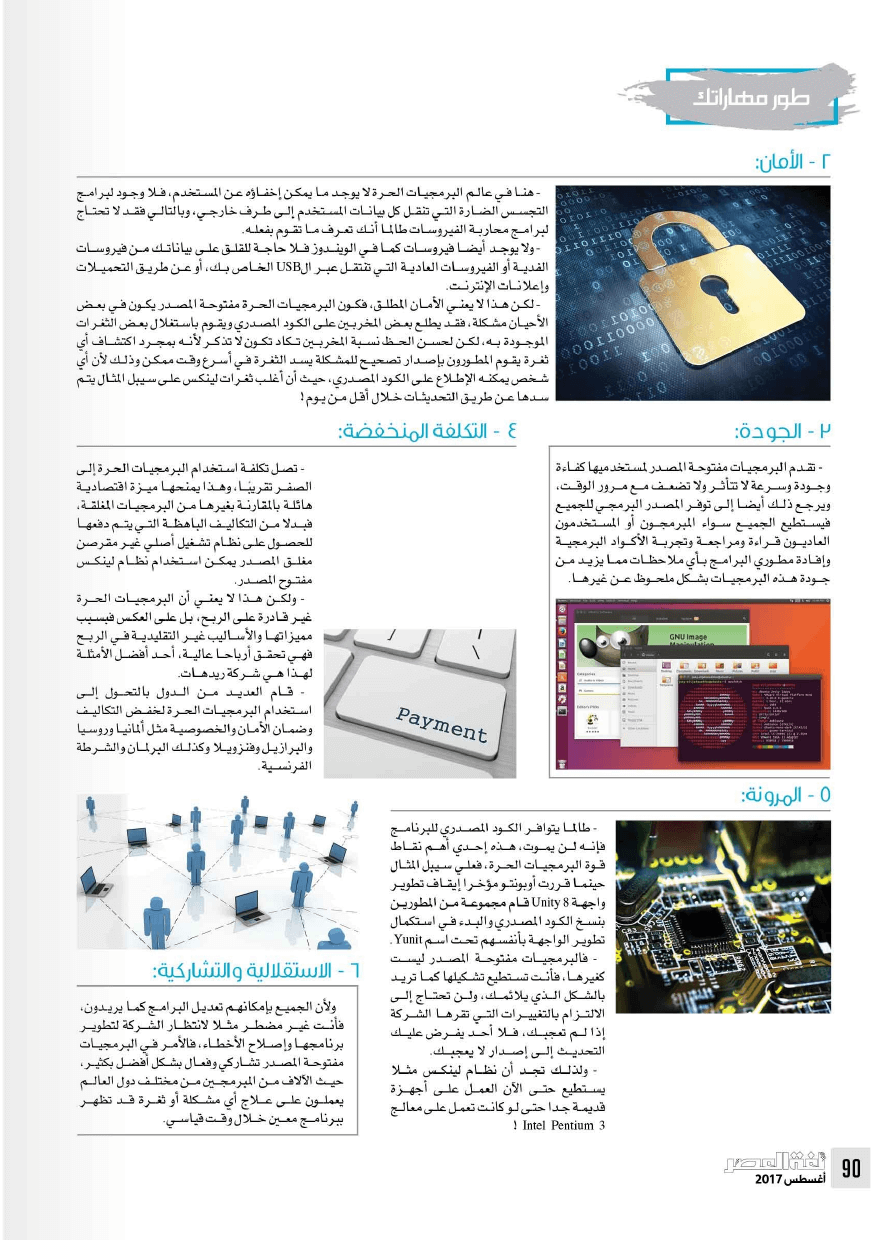 طور مهاراتك
٢ - الأمان:
- هنا في عالم البرمجيات الحرة لا يوجد ما يمكن إخفاؤه عن المستخدم، فلا وجود لبرامج
التجسس الضارة التي تنقل كل بيانات المستخدم إلى طرف خارجي، وبالتالي فقد لا تحتاج
لبرامج محاربة الفيروسات طالما أنك تعرف ما تقوم بفعله.
- ولا يوجد أيضا فيروسات كما في الويندوز فلا حاجة للقلق على بياناتك من فيروسات
الفدية أو الفيروسات العادية التي تنتقل عبر الUSB الخاص بك، أو عن طريق التحميلات
وإعلانات الإنترنت.
- لكن هذا لا يعني الأمان المطلق، فكون البرمجيات الحرة مفتوحة المصدر يكون في بعض
الأحيان مشكلة، فقد يطلع بعض المخربين على الكود المصدري ويقوم باستغلال بعض الثغرات
الموجودة به، لكن لحسن الحظ نسبة المخربين تكاد تكون لا تذكر لأنه بمجرد اكتشاف أي
ثغرة يقوم المطورون بإصدار تصحيح للمشكلة يسد الثغرة في أسرع وقت ممكن وذلك لأن أي
شخص يمكنه الإطلاع على الكود المصدري، حيث أن أغلب ثغرات لينكس على سبيل المثال يتم
سدها عن طريق التحديثات خلال أقل من يوم!
٣ - الجودة:
- تقدم البرمجيات مفتوحة المصدر لمستخدميها كفاءة
وجودة وسرعة لا تتأثر ولا تضعف مع مرور الوقت،
ويرجع ذلك أيضا إلى توفر المصدر البرمجي للجميع
فيستطيع الجميع سواء المبرمجون أو المستخدمون
العاديون قراءة ومراجعة وتجربة الأكواد البرمجية
وإفادة مطوري البرامج بأي ملاحظات مما يزيد من
جودة هذه البرمجيات بشكل ملحوظ عن غيرها.
GNU Image
Manipulation
٤ - التكلفة المنخفضة:
- تصل تكلفة استخدام البرمجيات الحرة إلى
الصفر تقريبًا، وهذا يمنحها ميزة اقتصادية
هائلة بالمقارنة بغيرها من البرمجيات المغلقة،
فبدلا من التكاليف الباهظة التي يتم دفعها
للحصول على نظام تشغيل أصلي غير مقرصن
مغلق المصدر يمكن استخدام نظام لينكس
مفتوح المصدر.
- ولكن هذا لا يعني أن البرمجيات الحرة
غير قادرة على الربح، بل على العكس فبسبب
مميزاتها والأساليب غير التقليدية في الربح
فهي تحقق أرباحا عالية، أحد أفضل الأمثلة
لهذا هي شركة ريدهات.
- قام العديد من الدول بالتحول إلى
استخدام البرمجيات الحرة لخفض التكاليف
وضمان الأمان والخصوصية مثل ألمانيا وروسيا
والبرازيل وفنزويلا وكذلك البرلمان والشرطة
الفرنسية.
Payment
٥ - المرونة:
- طالما يتوافر الكود المصدري للبرنامج
فإنه لن يموت، هذه إحدي أهم نقاط
قوة البرمجيات الحرة، فعلي سبيل المثال
حينما قررت أوبونتو مؤخرا إيقاف تطوير
واجهة Unity 8 قام مجموعة من المطورين
بنسخ الكود المصدري والبدء في استكمال
تطوير الواجهة بأنفسهم تحت اسم Yunit.
- فالبرمجيات مفتوحة المصدر ليست
كغيرها، فأنت تستطيع تشكيلها كما تريد
بالشكل الذي يلائمك، ولن تحتاج إلى
الالتزام بالتغييرات التي تقرها الشركة
إذا لم تعجبك، فلا أحد يفرض عليك
التحديث إلى إصدار لا يعجبك.
- ولذلك تجد أن نظام لينكس مثلا
يستطيع حتى الآن العمل على أجهزة
قديمة جدا حتى لو كانت تعمل على معالج
Intel Pentium 3 !
٦ - الاستقلالية والتشاركية:
ولأن الجميع بإمكانهم تعديل البرامج كما يريدون،
فأنت غير مضطر مثلا لانتظار الشركة لتطوير
برنامجها وإصلاح الأخطاء، فالأمر في البرمجيات
مفتوحة المصدر تشاركي وفعال بشكل أفضل بكثير،
حيث الآلاف من المبرمجين من مختلف دول العالم
يعملون على علاج أي مشكلة أو ثغرة قد تظهر
ببرنامج معين خلال وقت قياسي.
لغة العصر
أغسطس 2017
90